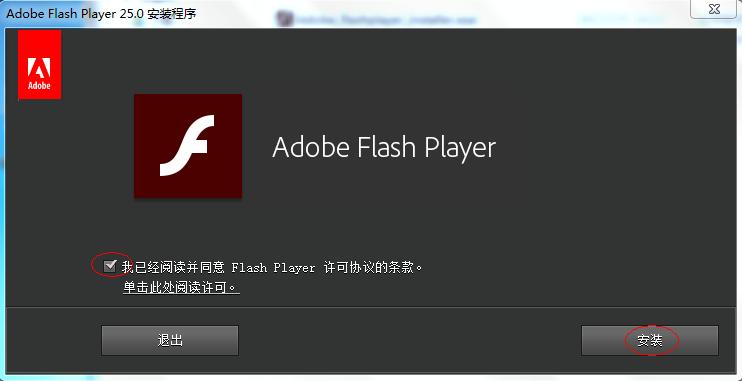 Adobe Flash Player 25.0 安装程序
Adobe
Adobe Flash Player
我已经阅读并同意 Flash Player 许可协议的条款。
单击此处阅读许可。
退出
安装